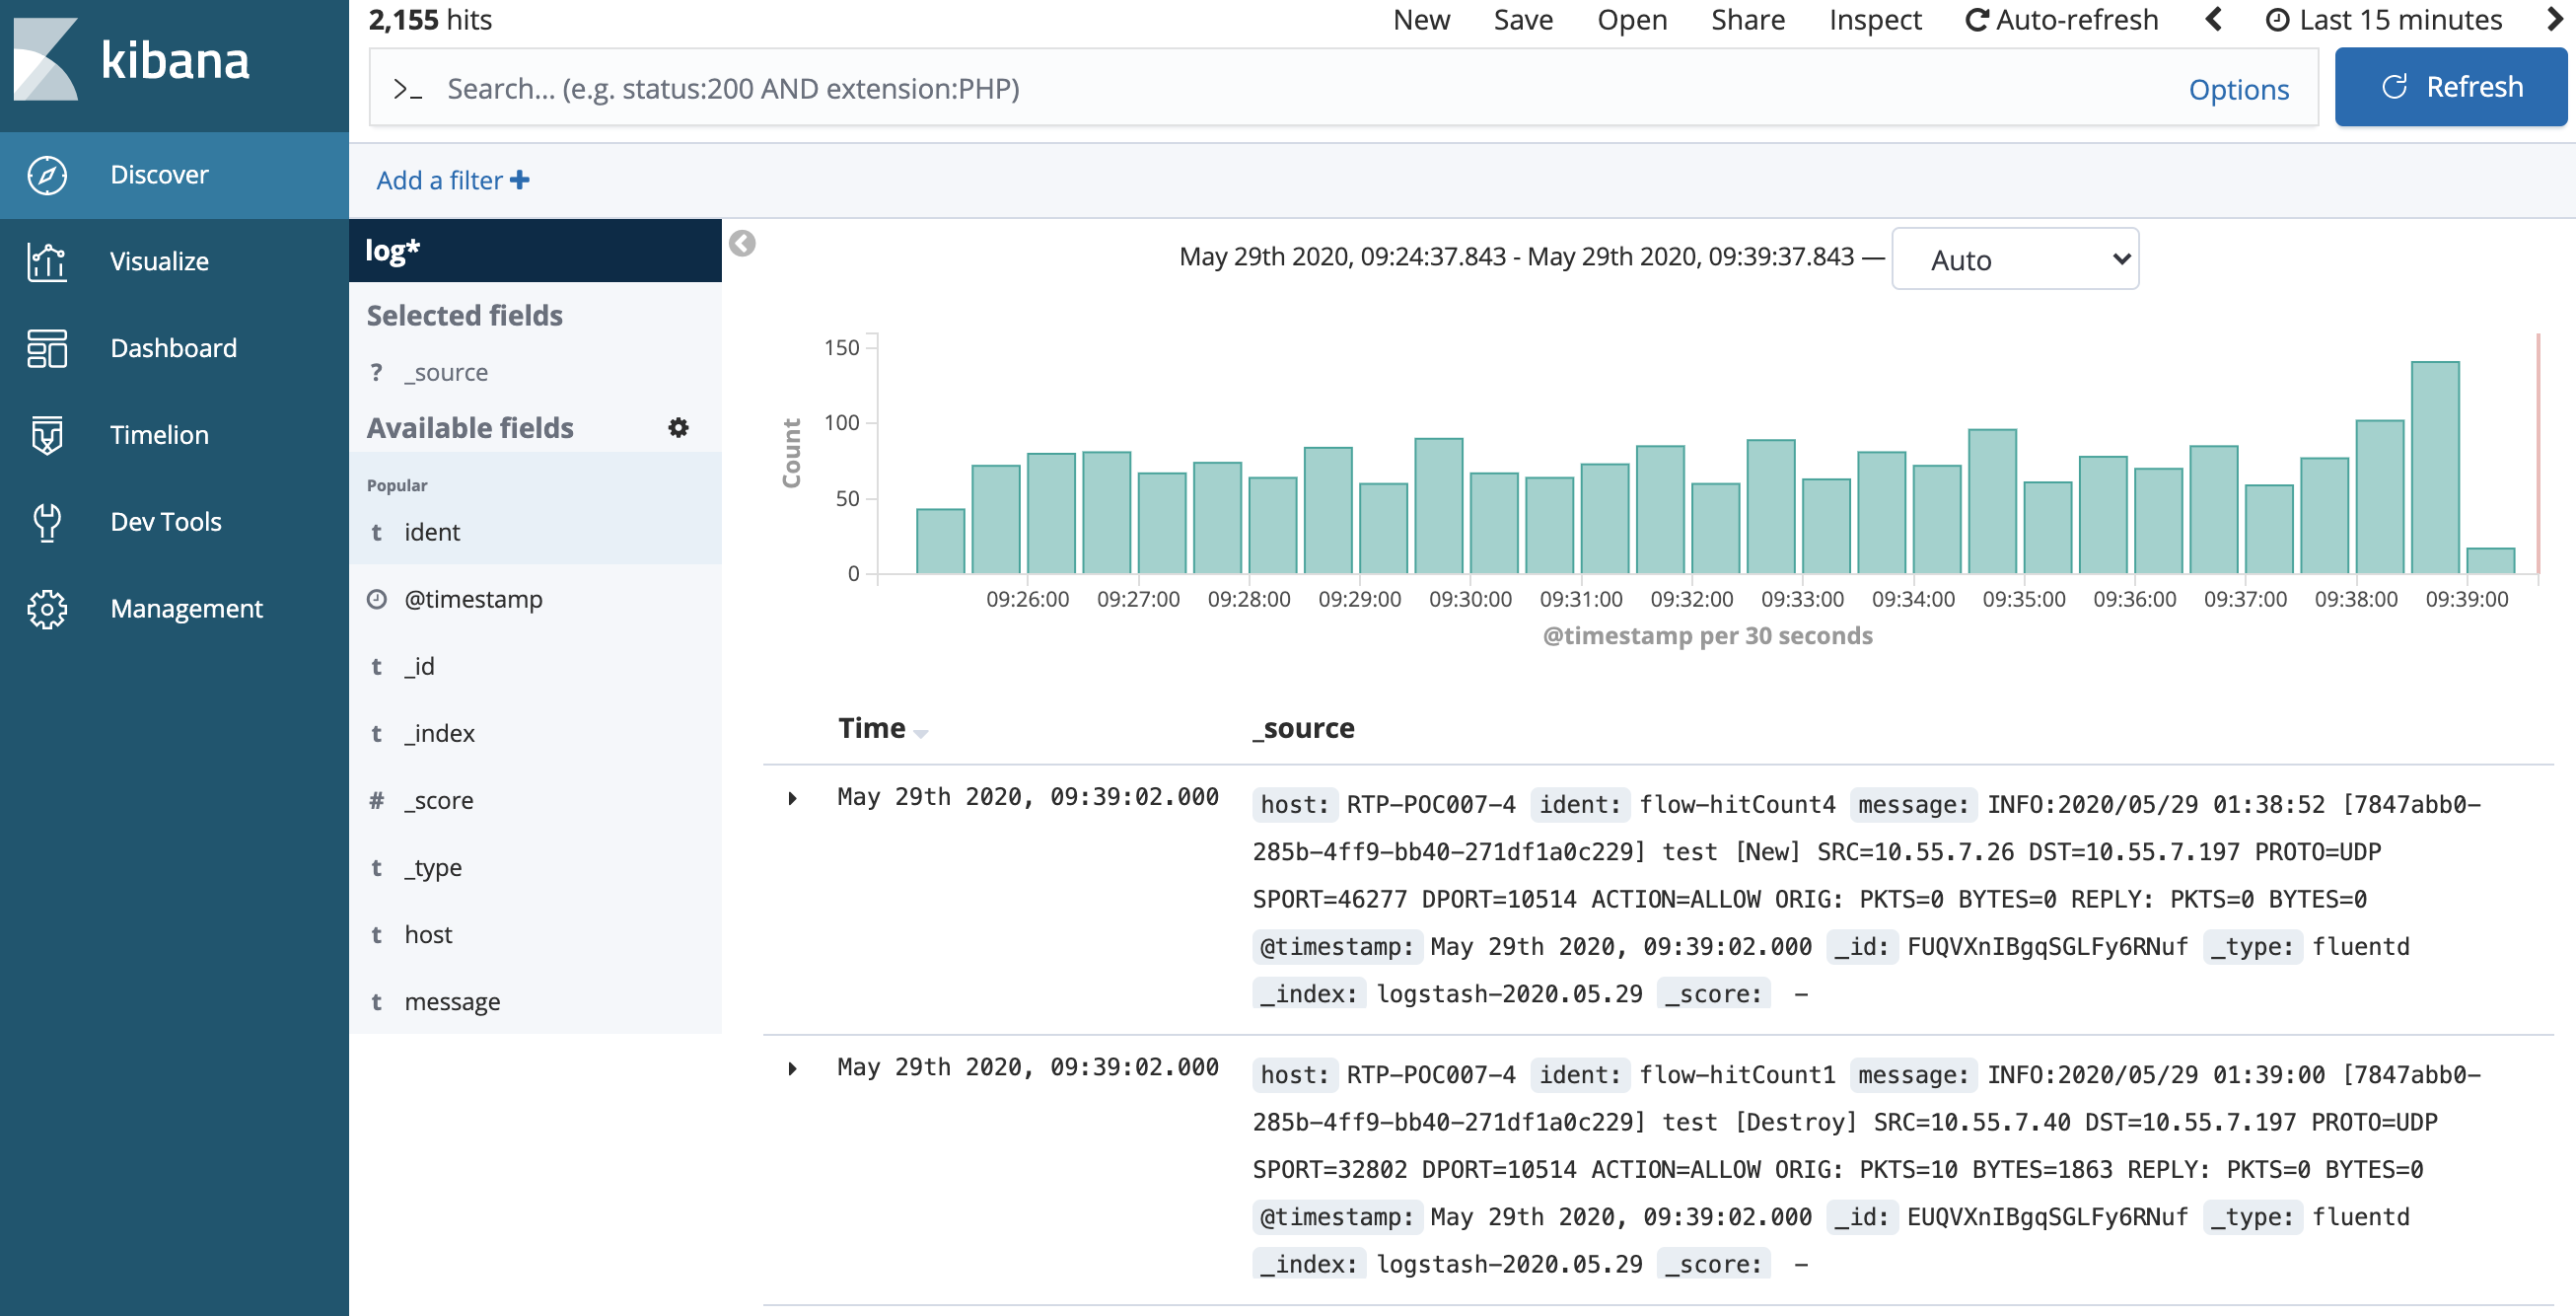 kibana
Discover
Visualize
Dashboard
Timelion
Dev Tools
Management
2,155 hits
New Save Open Share Inspect Auto-refresh Last 15 minutes
>_ Search... (e.g. status:200 AND extension:PHP) Options Refresh
Add a filter
log*
Selected fields
? _source
Available fields
Popular
t ident
@timestamp
t _id
t _index
# _score
t _type
t host
t message
May 29th 2020, 09:24:37.843 - May 29th 2020, 09:39:37.843 — Auto
150
100
50
0
Count
09:26:00 09:27:00 09:28:00 09:29:00 09:30:00 09:31:00 09:32:00 09:33:00 09:34:00 09:35:00 09:36:00 09:37:00 09:38:00 09:39:00
@timestamp per 30 seconds
Time _source
May 29th 2020, 09:39:02.000 host: RTP-POC007-4 ident: flow-hitCount4 message: INFO:2020/05/29 01:38:52 [7847abb0-
285b-4ff9-bb40-271df1a0c229] test [New] SRC=10.55.7.26 DST=10.55.7.197 PROTO=UDP
SPORT=46277 DPORT=10514 ACTION=ALLOW ORIG: PKTS=0 BYTES=0 REPLY: PKTS=0 BYTES=0
@timestamp: May 29th 2020, 09:39:02.000 _id: FUQVXnIBgqSGLFy6RNuf _type: fluentd
_index: logstash-2020.05.29 _score: -
May 29th 2020, 09:39:02.000 host: RTP-POC007-4 ident: flow-hitCount1 message: INFO:2020/05/29 01:39:00 [7847abb0-
285b-4ff9-bb40-271df1a0c229] test [Destroy] SRC=10.55.7.40 DST=10.55.7.197 PROTO=UDP
SPORT=32802 DPORT=10514 ACTION=ALLOW ORIG: PKTS=10 BYTES=1863 REPLY: PKTS=0 BYTES=0
@timestamp: May 29th 2020, 09:39:02.000 _id: EUQVXnIBgqSGLFy6RNuf _type: fluentd
_index: logstash-2020.05.29 _score: -